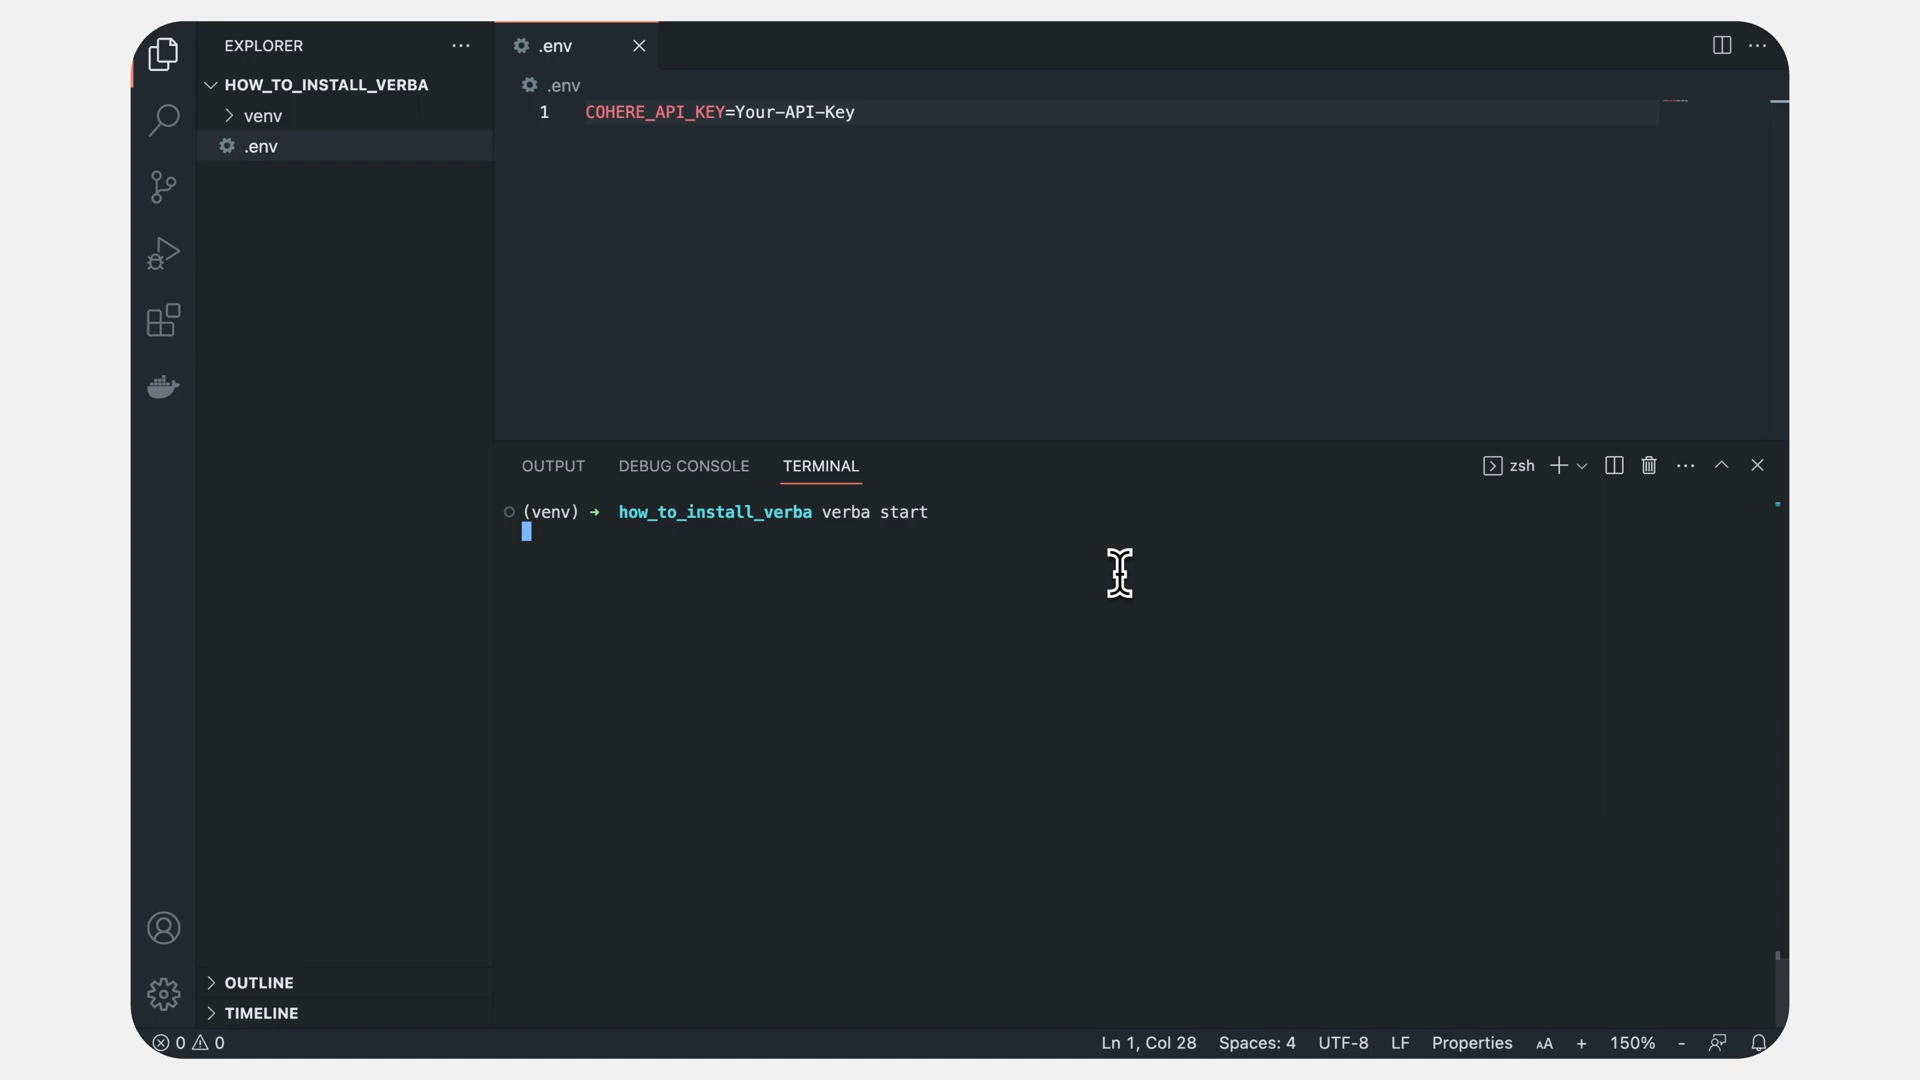 EXPLORER
HOW_TO_INSTALL_VERBA
venv
.env
.env
.env
1 COHERE_API_KEY=Your-API-Key
OUTPUT DEBUG CONSOLE TERMINAL
zsh
(venv) ➜ how_to_install_verba verba start
OUTLINE
TIMELINE
0 0
Ln 1, Col 28 Spaces: 4 UTF-8 LF Properties AA + 150% -